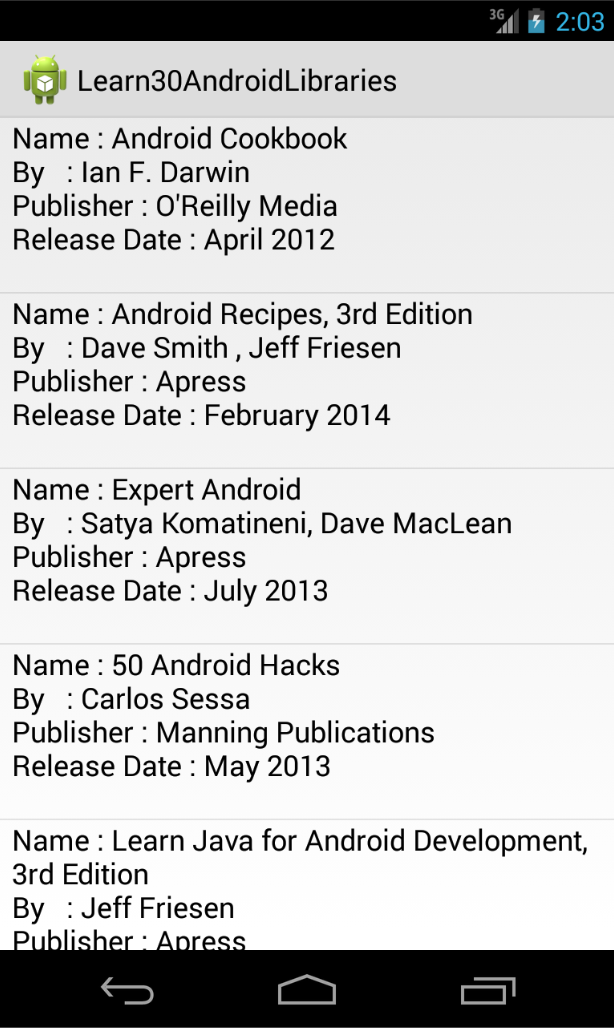 3G 2:03
Learn30AndroidLibraries
Name : Android Cookbook
By   : Ian F. Darwin
Publisher : O'Reilly Media
Release Date : April 2012
Name : Android Recipes, 3rd Edition
By   : Dave Smith , Jeff Friesen
Publisher : Apress
Release Date : February 2014
Name : Expert Android
By   : Satya Komatineni, Dave MacLean
Publisher : Apress
Release Date : July 2013
Name : 50 Android Hacks
By   : Carlos Sessa
Publisher : Manning Publications
Release Date : May 2013
Name : Learn Java for Android Development,
3rd Edition
By   : Jeff Friesen
Publisher : Apress